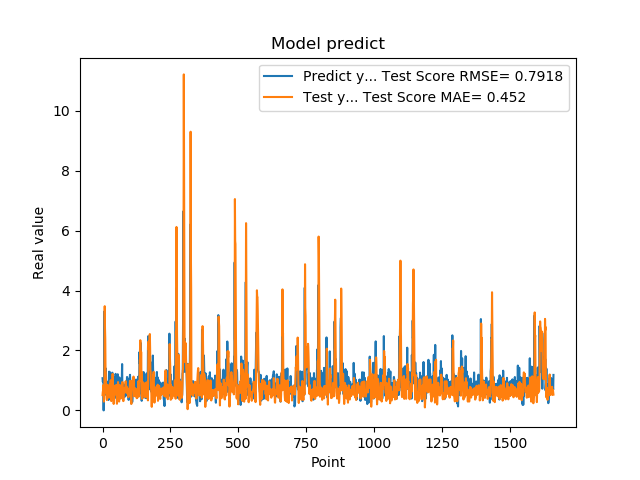 Model predict
Predict y... Test Score RMSE= 0.7918
Test y... Test Score MAE= 0.452
Real value
10
8
6
4
2
0
0 250 500 750 1000 1250 1500
Point